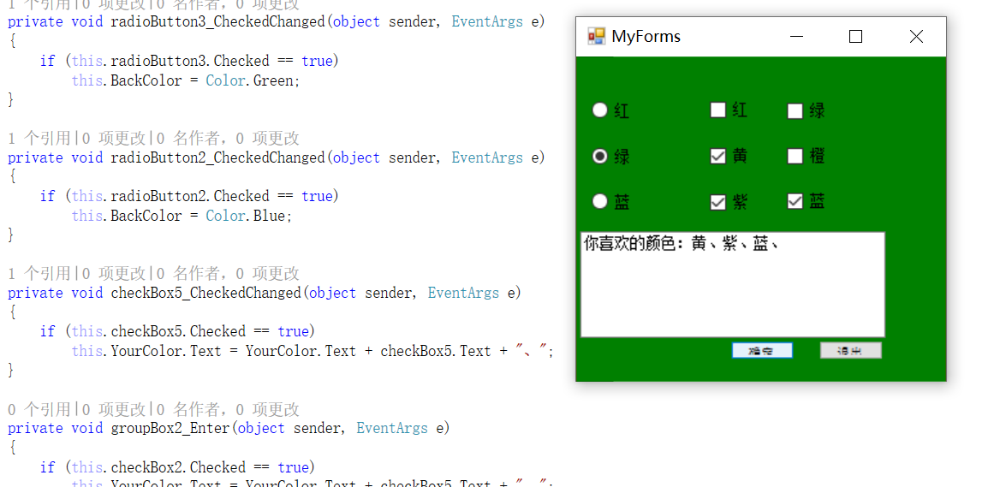 1 个引用|0 项更改|0 名作者, 0 项更改
private void radioButton3_CheckedChanged(object sender, EventArgs e)
{
if (this.radioButton3.Checked == true)
this.BackColor = Color.Green;
}
1 个引用|0 项更改|0 名作者, 0 项更改
private void radioButton2_CheckedChanged(object sender, EventArgs e)
{
if (this.radioButton2.Checked == true)
this.BackColor = Color.Blue;
}
1 个引用|0 项更改|0 名作者, 0 项更改
private void checkBox5_CheckedChanged(object sender, EventArgs e)
{
if (this.checkBox5.Checked == true)
this.YourColor.Text = YourColor.Text + checkBox5.Text + "、";
}
0 个引用|0 项更改|0 名作者, 0 项更改
private void groupBox2_Enter(object sender, EventArgs e)
{
if (this.checkBox2.Checked == true)
this.YourColor.Text = YourColor.Text + checkBox2.Text + "、";
MyForms
红 红 绿
绿 黄 橙
蓝 紫 蓝
你喜欢的颜色：黄、紫、蓝、
确定 退出